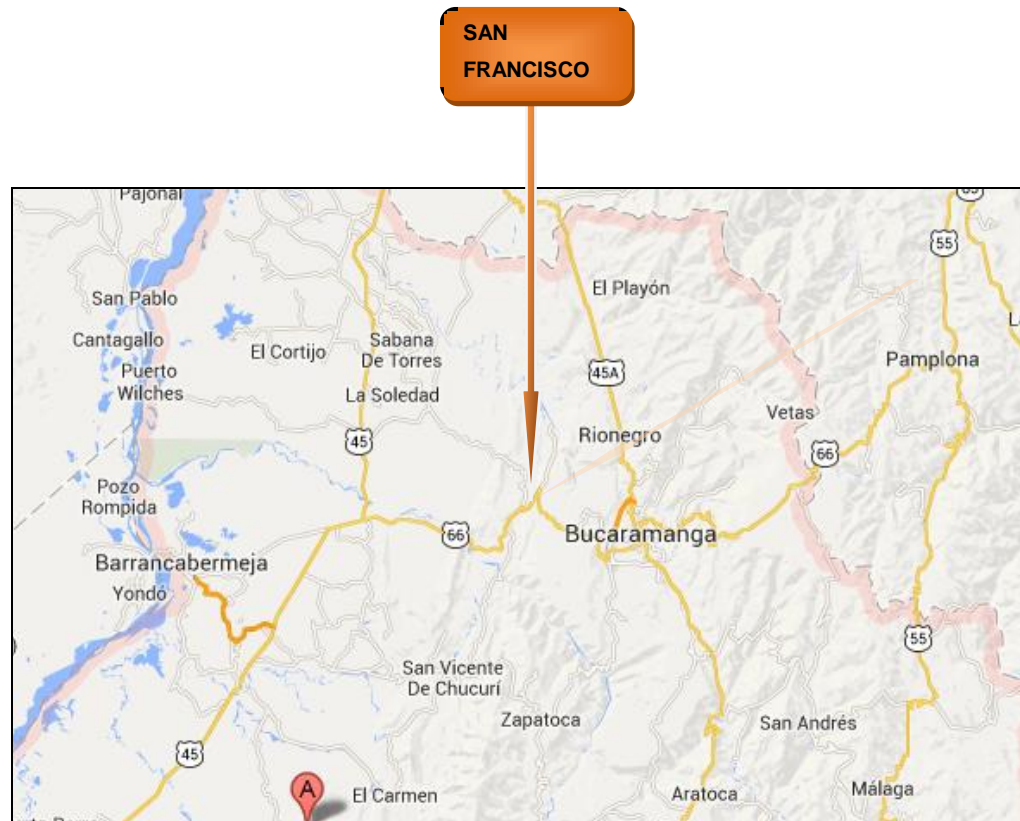 SAN
FRANCISCO
Pajonal
55
San Pablo
El Playón
Cantagallo
Sabana
De Torres
El Cortijo
Puerto
Wilches
La Soledad
45A
Pamplona
Vetas
45
Rionegro
66
Pozo
Rompida
66
Bucaramanga
Barrancabermeja
Yondó
55
San Vicente
De Chucurí
Zapatoca
San Andrés
45
A
El Carmen
Aratoca
Málaga